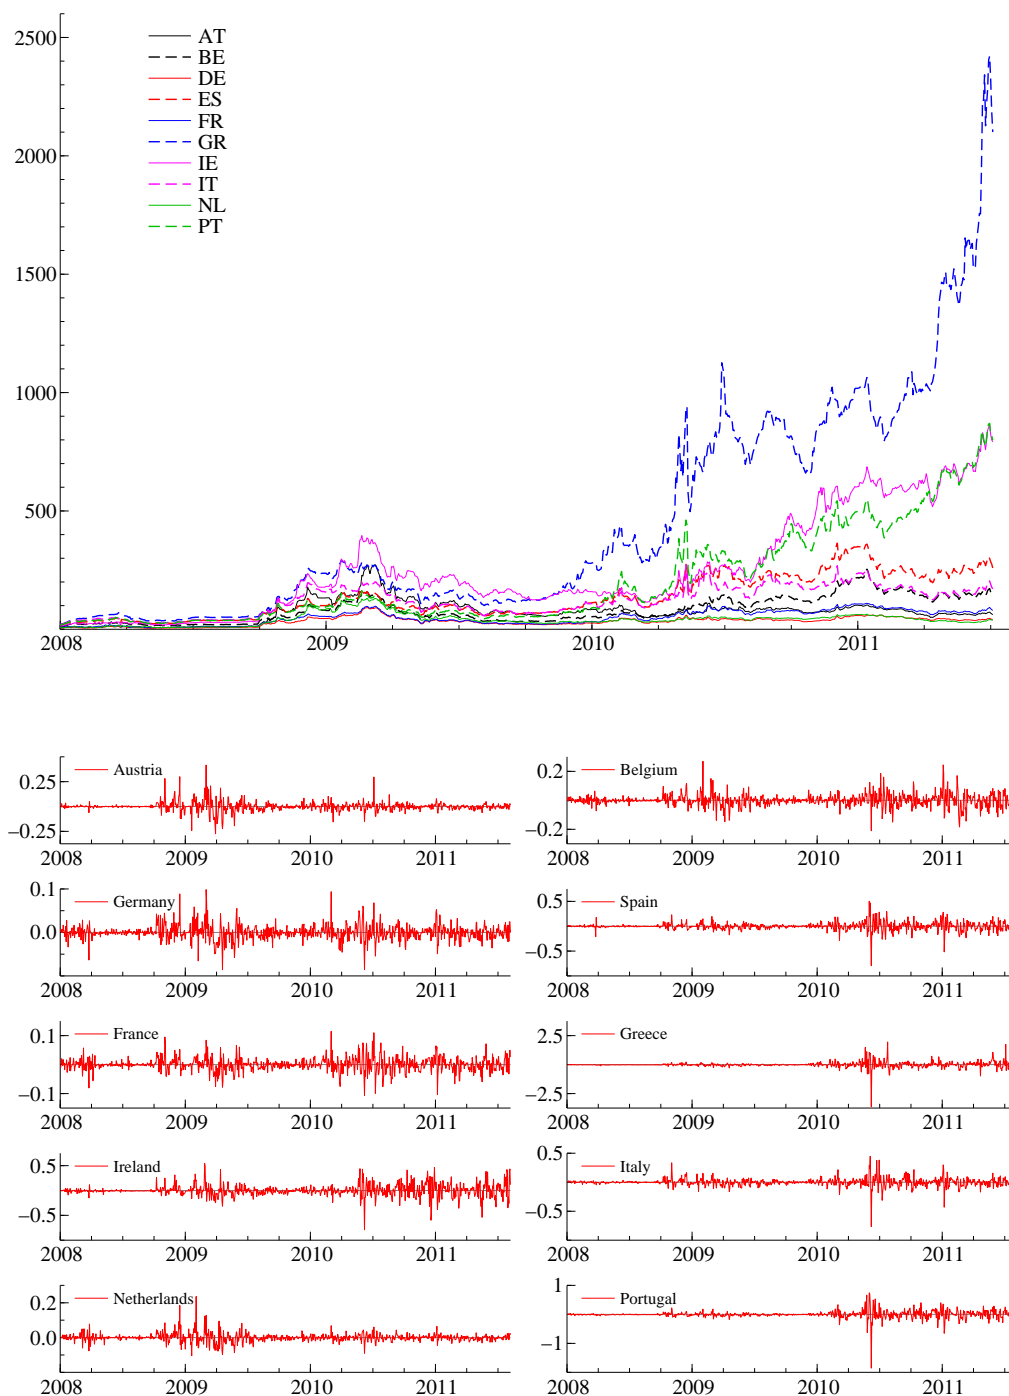 2500
2000
1500
1000
500
AT
BE
DE
ES
FR
GR
IE
IT
NL
PT
2008 2009 2010 2011
Austria
0.25
−0.25
2008 2009 2010 2011
Belgium
0.2
−0.2
2008 2009 2010 2011
Germany
0.1
0.0
2008 2009 2010 2011
Spain
0.5
−0.5
2008 2009 2010 2011
France
0.1
−0.1
2008 2009 2010 2011
Greece
2.5
−2.5
2008 2009 2010 2011
Ireland
0.5
−0.5
2008 2009 2010 2011
Italy
0.5
−0.5
2008 2009 2010 2011
Netherlands
0.2
0.0
2008 2009 2010 2011
Portugal
1
−1
2008 2009 2010 2011